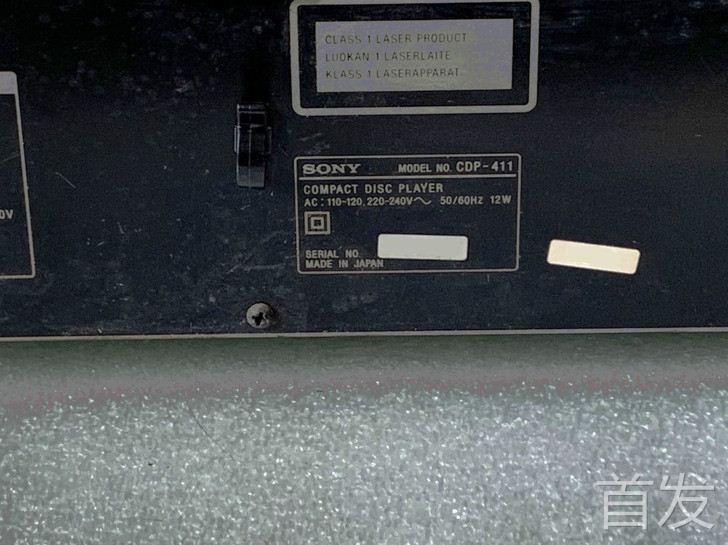 CLASS 1 LASER PRODUCT
LUOKAN 1 LASERLAITE
KLASS 1 LASERAPPARAT
0V
SONY MODEL NO. CDP-411
COMPACT DISC PLAYER
AC: 110-120, 220-240V～ 50/60HZ 12W
SERIAL NO.
MADE IN JAPAN
首发